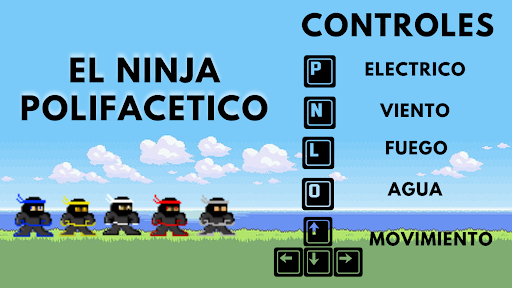 CONTROLES
EL NINJA
POLIFACETICO
P ELECTRICO
N VIENTO
L FUEGO
O AGUA
↑ MOVIMIENTO
← ↓ →